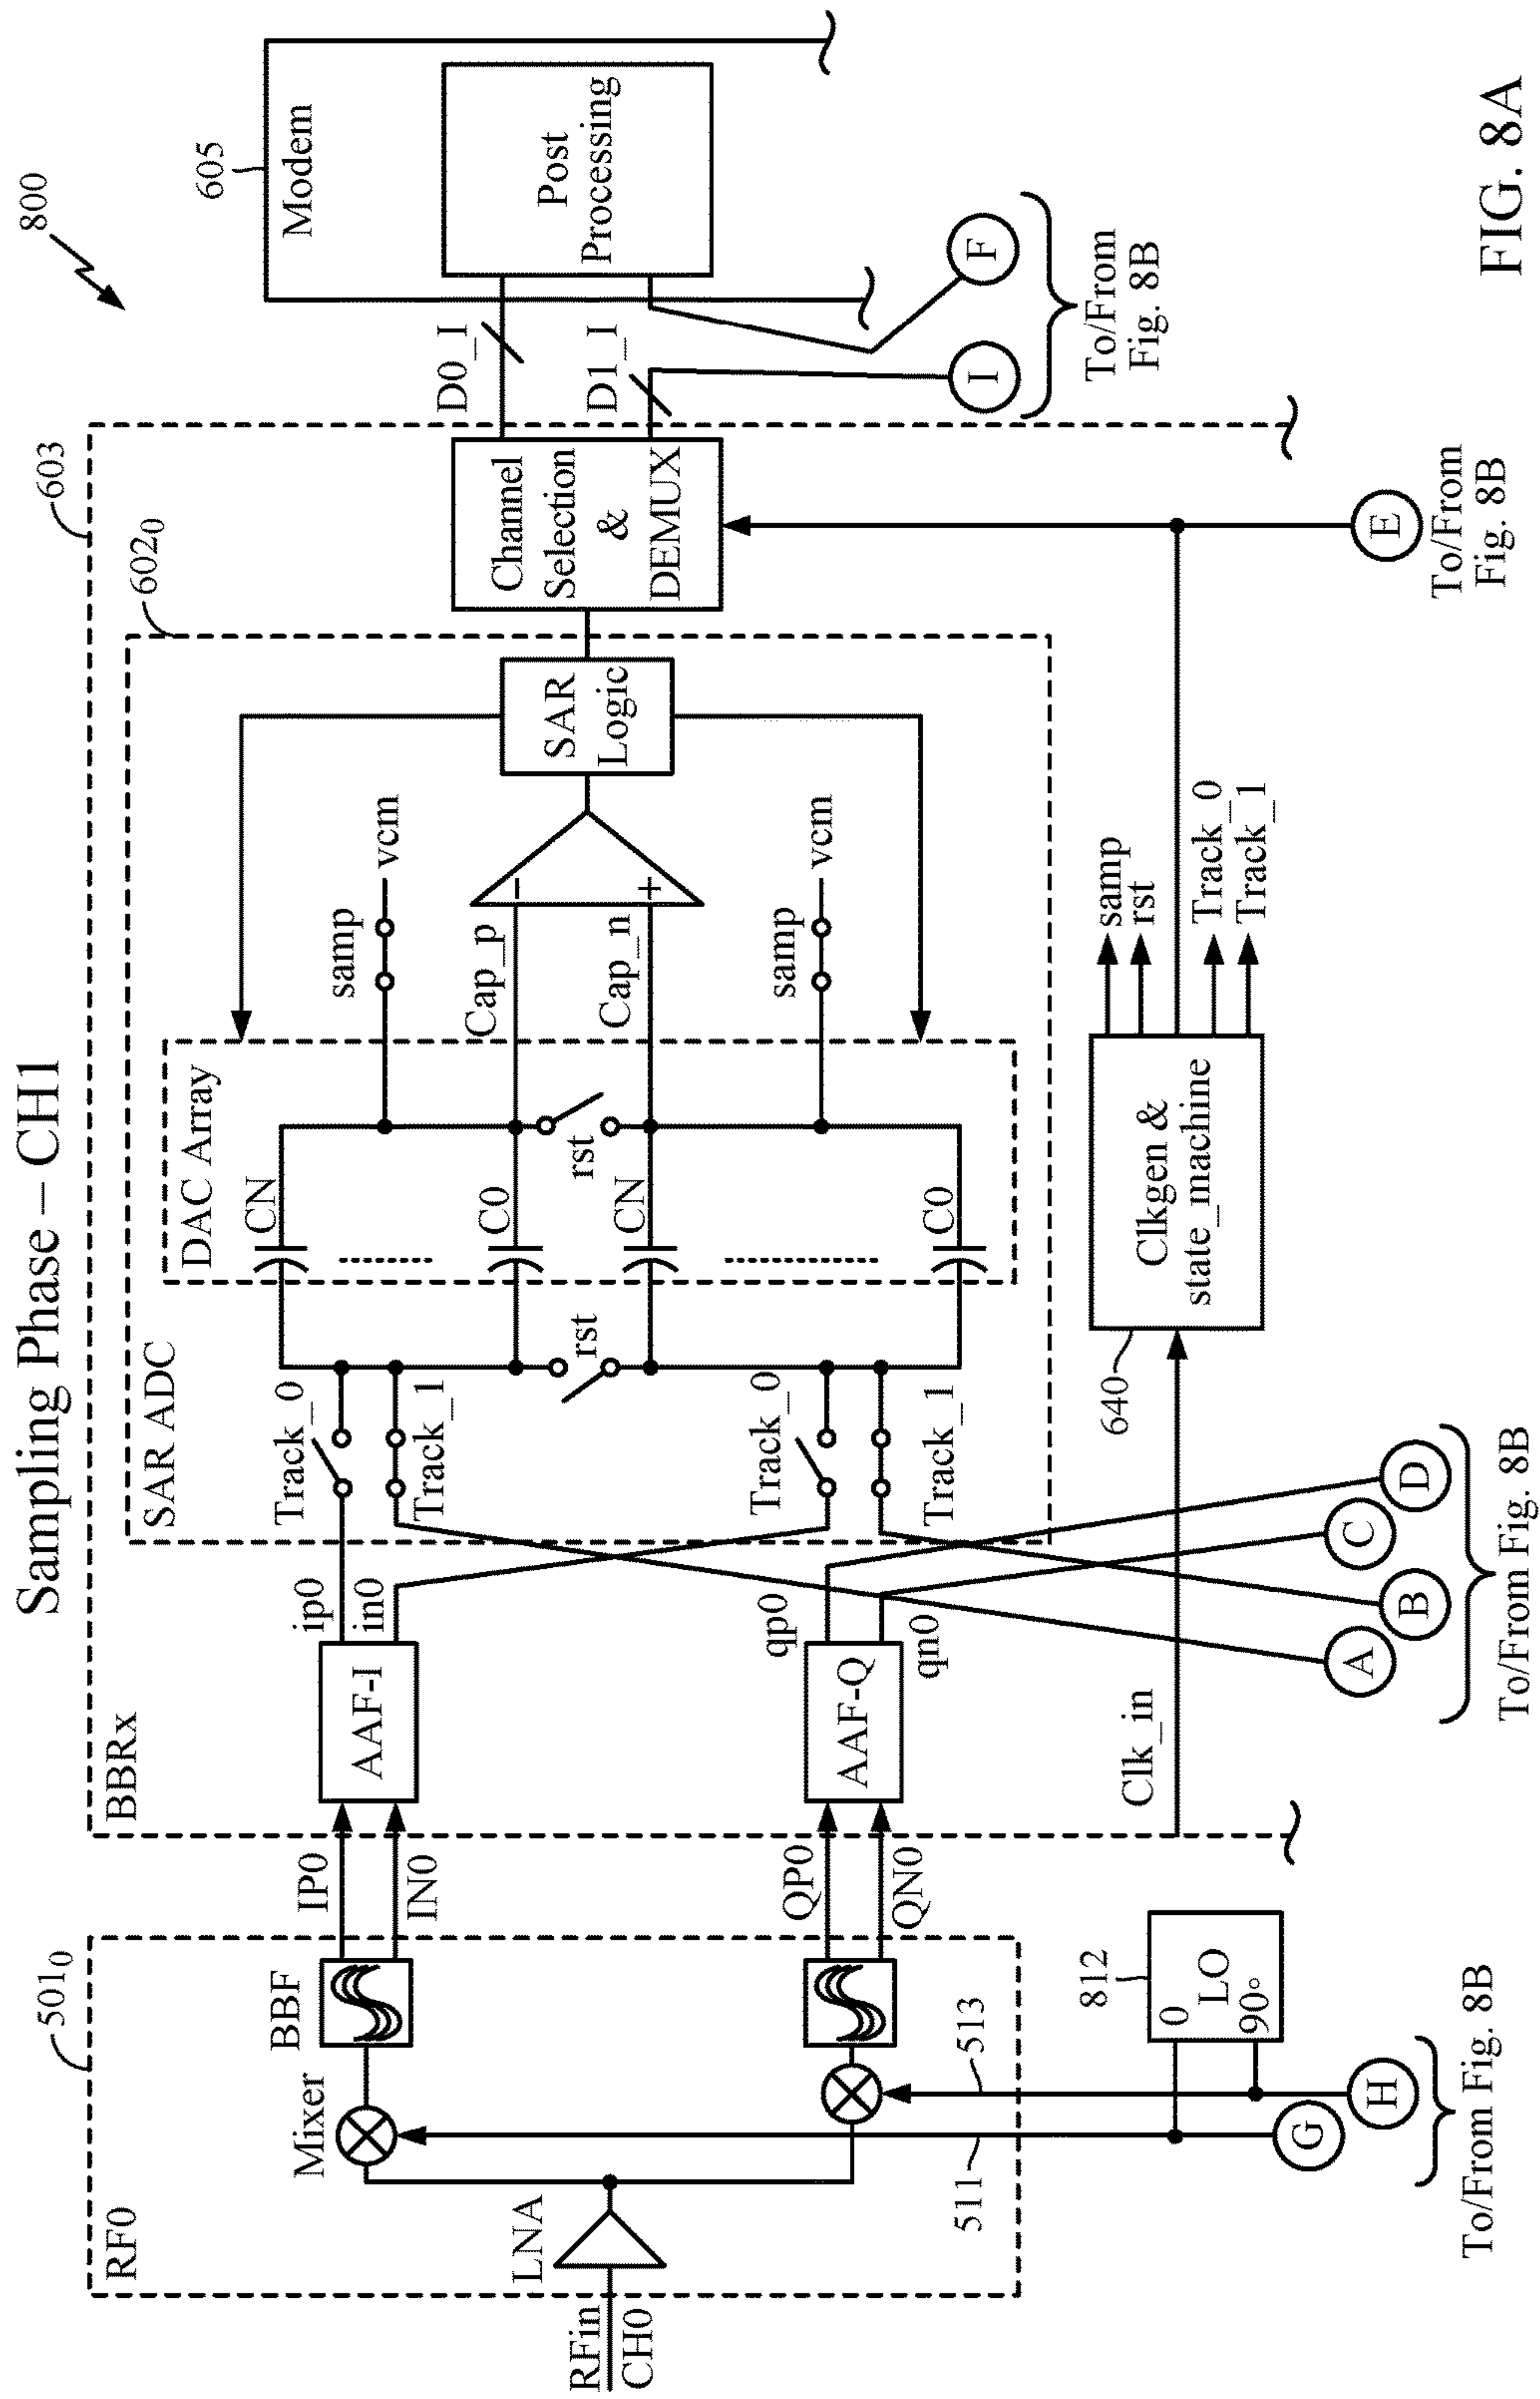 Sampling Phase – CH1
800
603
BBRx
602₀
SAR ADC
DAC Array
501₀
RF0
RFin
CH0
LNA
Mixer
BBF
511
513
IP0
IN0
QP0
QN0
AAF-I
AAF-Q
ip0
in0
qp0
qn0
Track_0
Track_1
Track_0
Track_1
rst
CN
C0
CN
C0
rst
samp
vcm
Cap_p
Cap_n
samp
vcm
−
+
SAR
Logic
Channel
Selection
&
DEMUX
D0_I
D1_I
605
Modem
Post
Processing
I
F
To/From
Fig. 8B
812
0
LO
90°
G
H
To/From Fig. 8B
Clk_in
A
B
C
D
To/From Fig. 8B
640
Clkgen &
state_machine
samp
rst
Track_0
Track_1
E
To/From
Fig. 8B
FIG. 8A